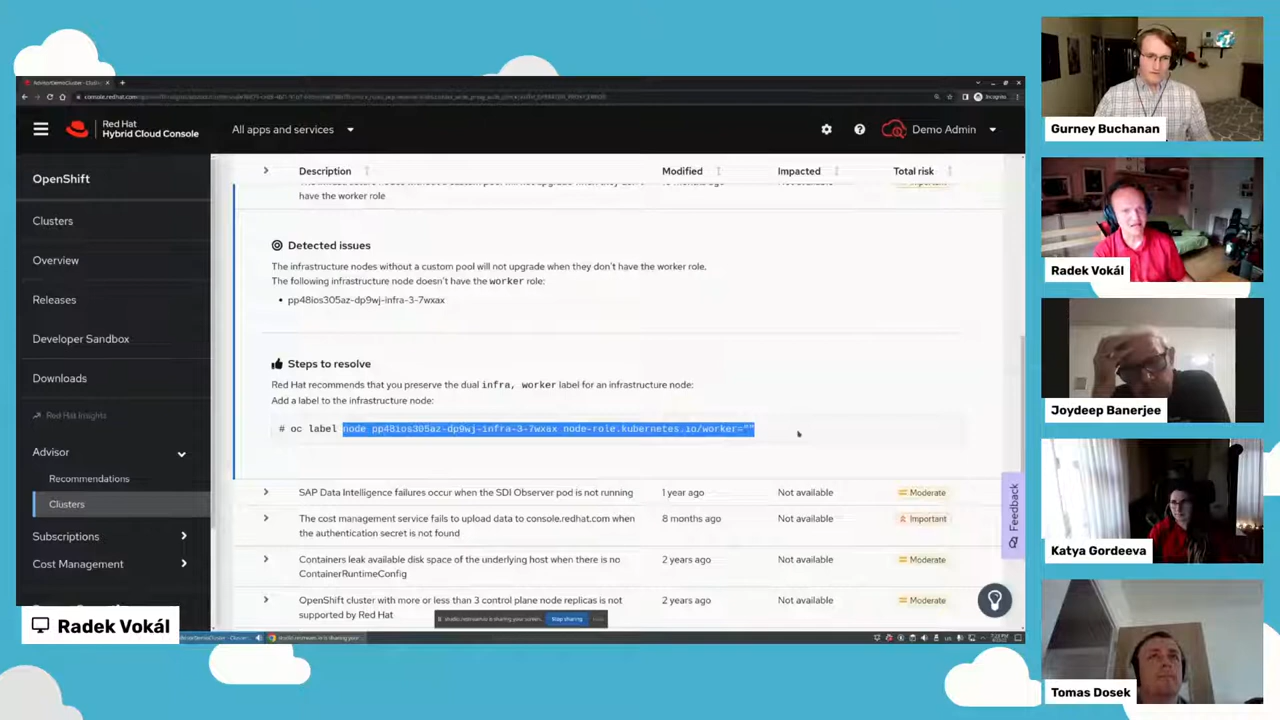 AdvisorDemoCluster - Clust
Incognito
Red Hat
Hybrid Cloud Console
All apps and services
Demo Admin
OpenShift
Clusters
Overview
Releases
Developer Sandbox
Downloads
Red Hat Insights
Advisor
Recommendations
Clusters
Subscriptions
Cost Management
Description
Modified
Impacted
Total risk
have the worker role
Detected issues
The infrastructure nodes without a custom pool will not upgrade when they don't have the worker role.
The following infrastructure node doesn't have the worker role:
• pp48ios305az-dp9wj-infra-3-7wxax
Steps to resolve
Red Hat recommends that you preserve the dual infra, worker label for an infrastructure node:
Add a label to the infrastructure node:
# oc label node pp48ios305az-dp9wj-infra-3-7wxax node-role.kubernetes.io/worker=""
SAP Data Intelligence failures occur when the SDI Observer pod is not running
1 year ago
Not available
Moderate
The cost management service fails to upload data to console.redhat.com when
the authentication secret is not found
8 months ago
Not available
Important
Containers leak available disk space of the underlying host when there is no
ContainerRuntimeConfig
2 years ago
Not available
Moderate
OpenShift cluster with more or less than 3 control plane node replicas is not
supported by Red Hat
2 years ago
Not available
Moderate
Feedback
Stop sharing
Radek Vokál
Gurney Buchanan
Radek Vokál
Joydeep Banerjee
Katya Gordeeva
Tomas Dosek